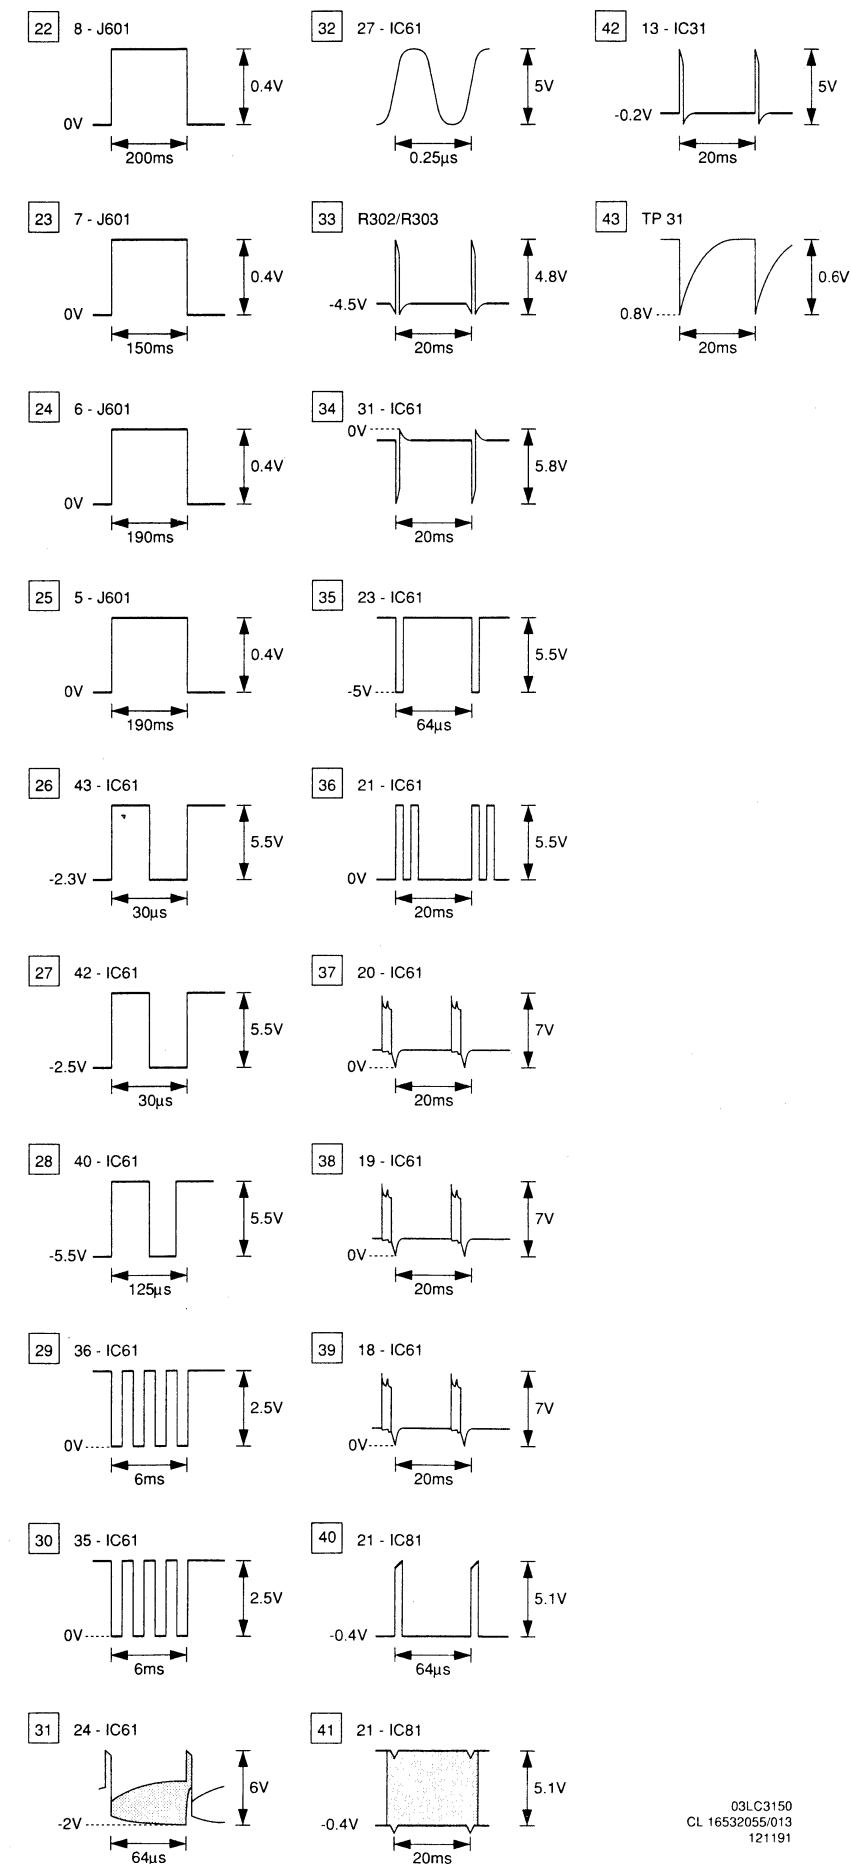 22 8 - J601
0.4V
0V
200ms
23 7 - J601
0.4V
0V
150ms
24 6 - J601
0.4V
0V
190ms
25 5 - J601
0.4V
0V
190ms
26 43 - IC61
5.5V
-2.3V
30µs
27 42 - IC61
5.5V
-2.5V
30µs
28 40 - IC61
5.5V
-5.5V
125µs
29 36 - IC61
2.5V
0V
6ms
30 35 - IC61
2.5V
0V
6ms
31 24 - IC61
6V
-2V
64µs
32 27 - IC61
5V
0.25µs
33 R302/R303
4.8V
-4.5V
20ms
34 31 - IC61
0V
5.8V
20ms
35 23 - IC61
5.5V
-5V
64µs
36 21 - IC61
5.5V
0V
20ms
37 20 - IC61
7V
0V
20ms
38 19 - IC61
7V
0V
20ms
39 18 - IC61
7V
0V
20ms
40 21 - IC81
5.1V
-0.4V
64µs
41 21 - IC81
5.1V
-0.4V
20ms
42 13 - IC31
5V
-0.2V
20ms
43 TP 31
0.6V
0.8V
20ms
03LC3150
CL 16532055/013
121191